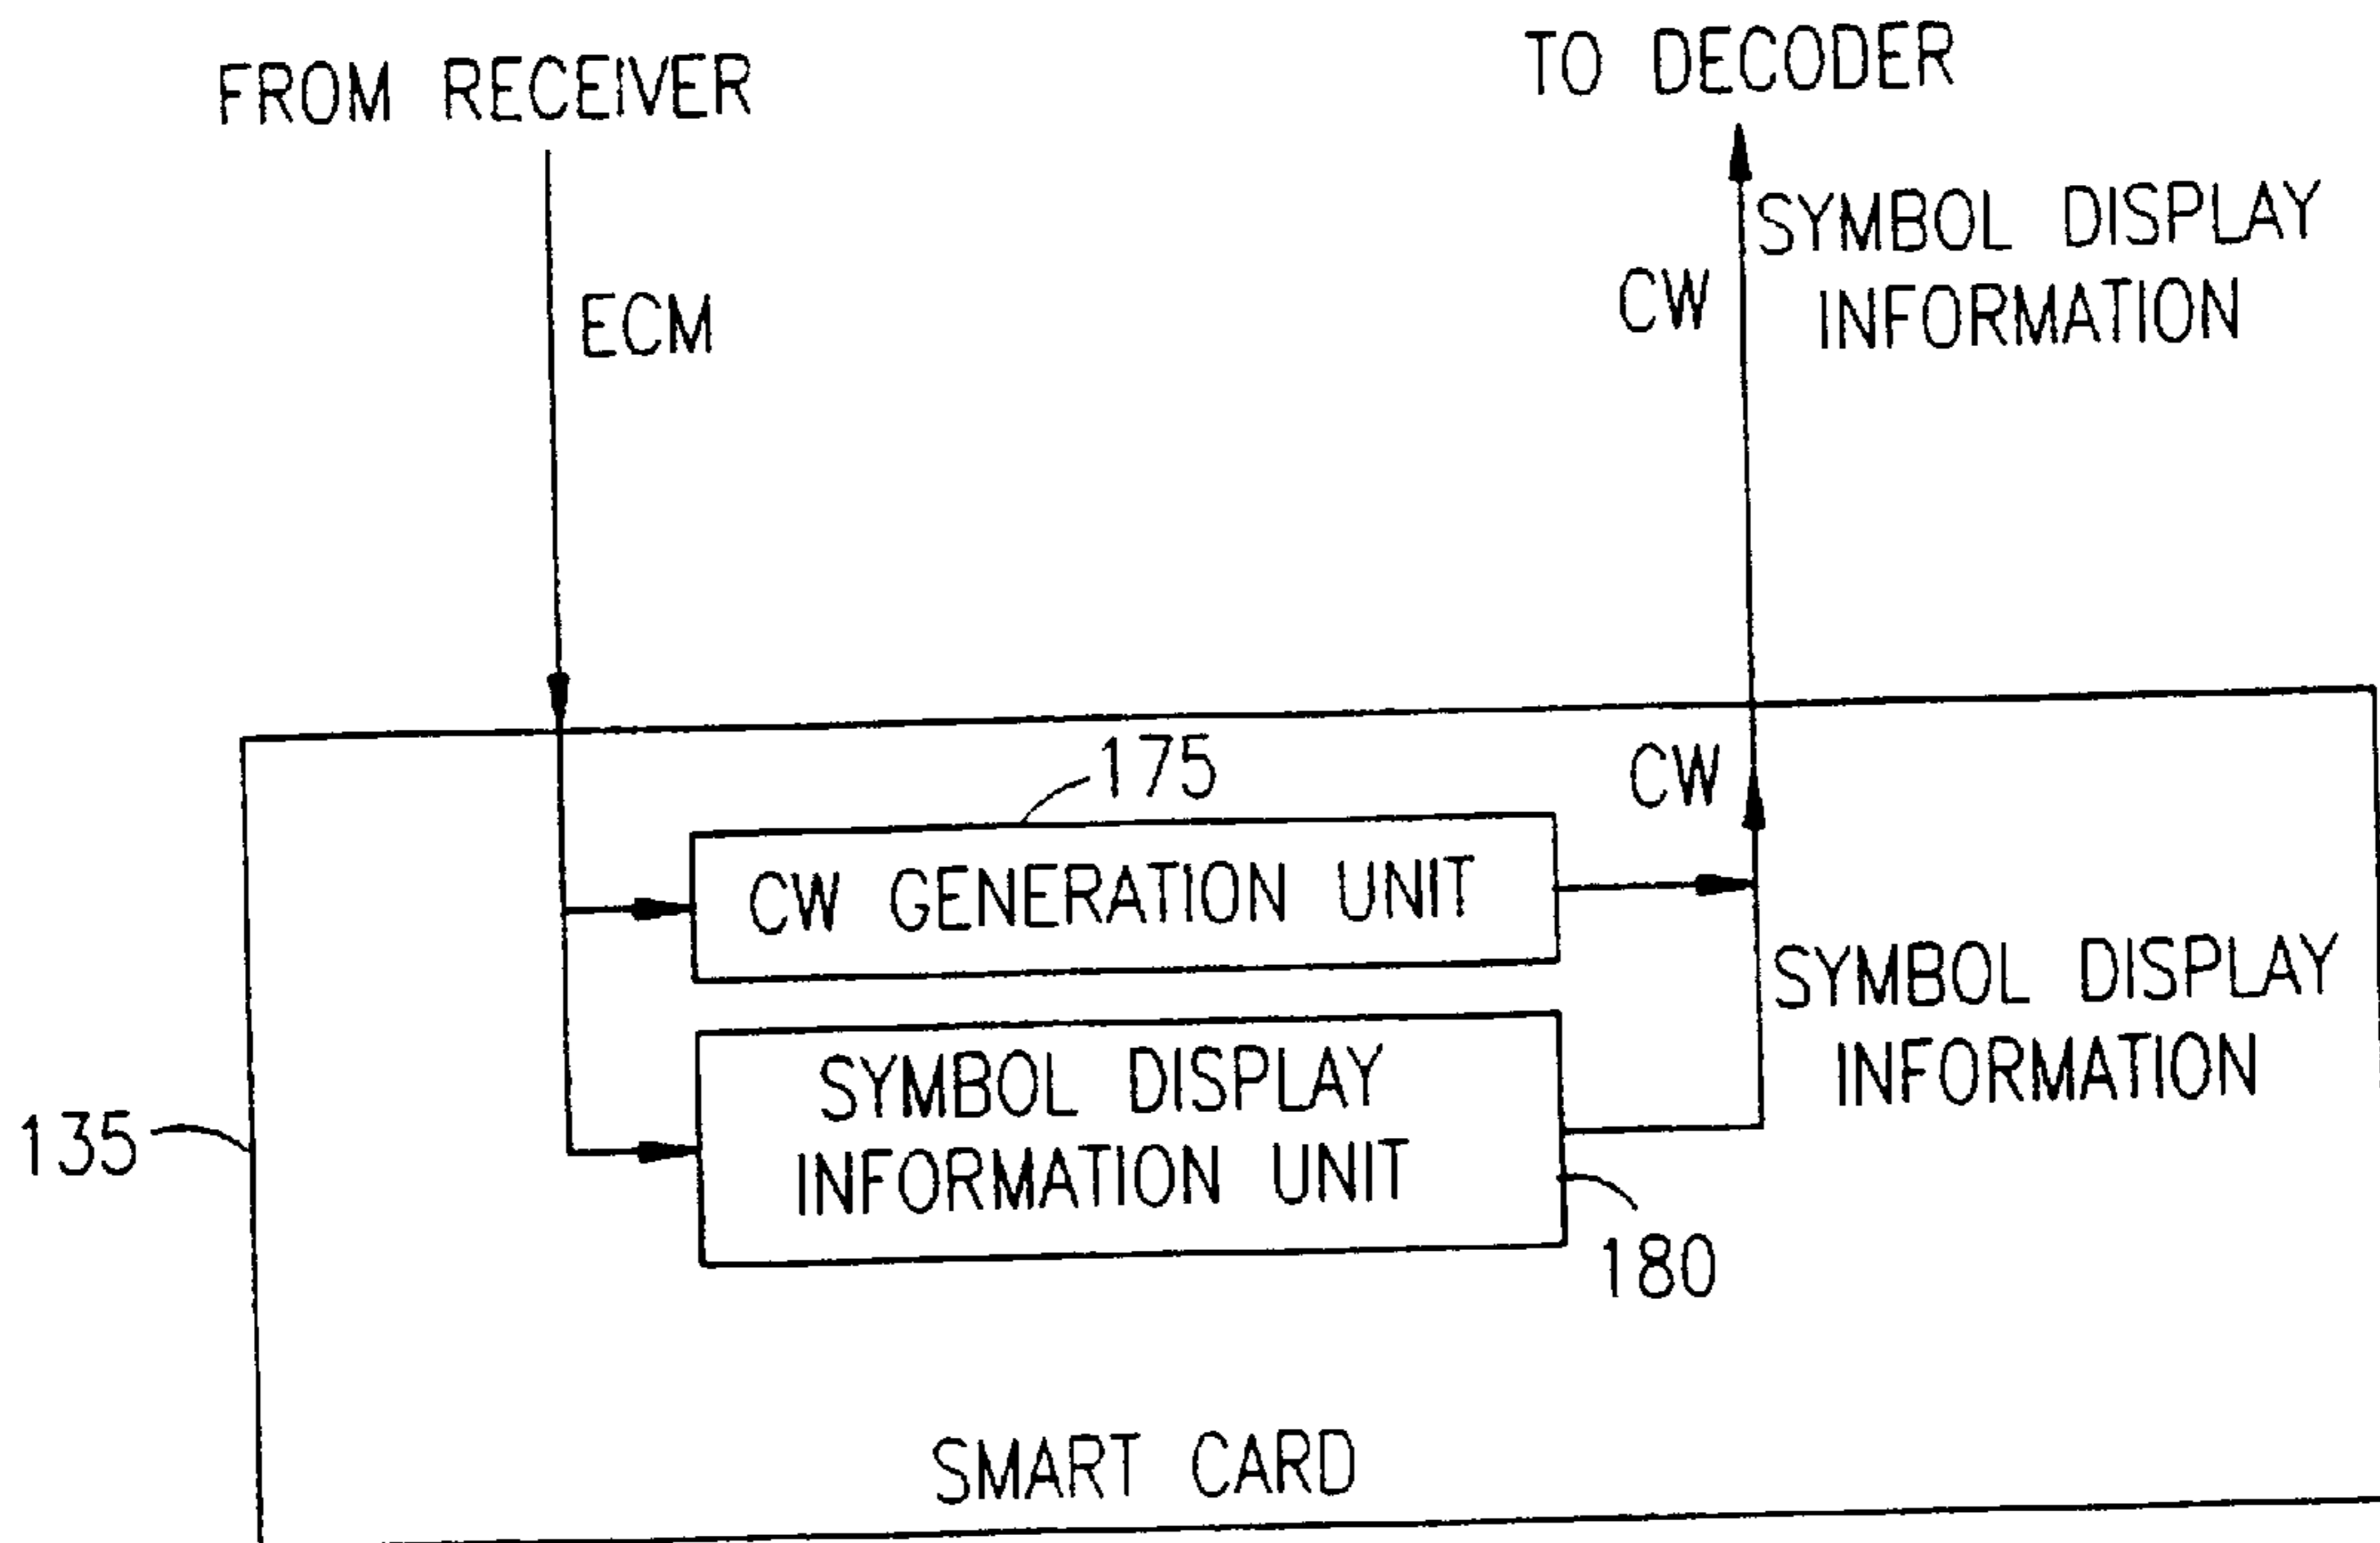 FROM RECEIVER
TO DECODER
ECM
CW
SYMBOL DISPLAY
INFORMATION
175
CW
CW GENERATION UNIT
SYMBOL DISPLAY
INFORMATION
SYMBOL DISPLAY
INFORMATION UNIT
135
180
SMART CARD